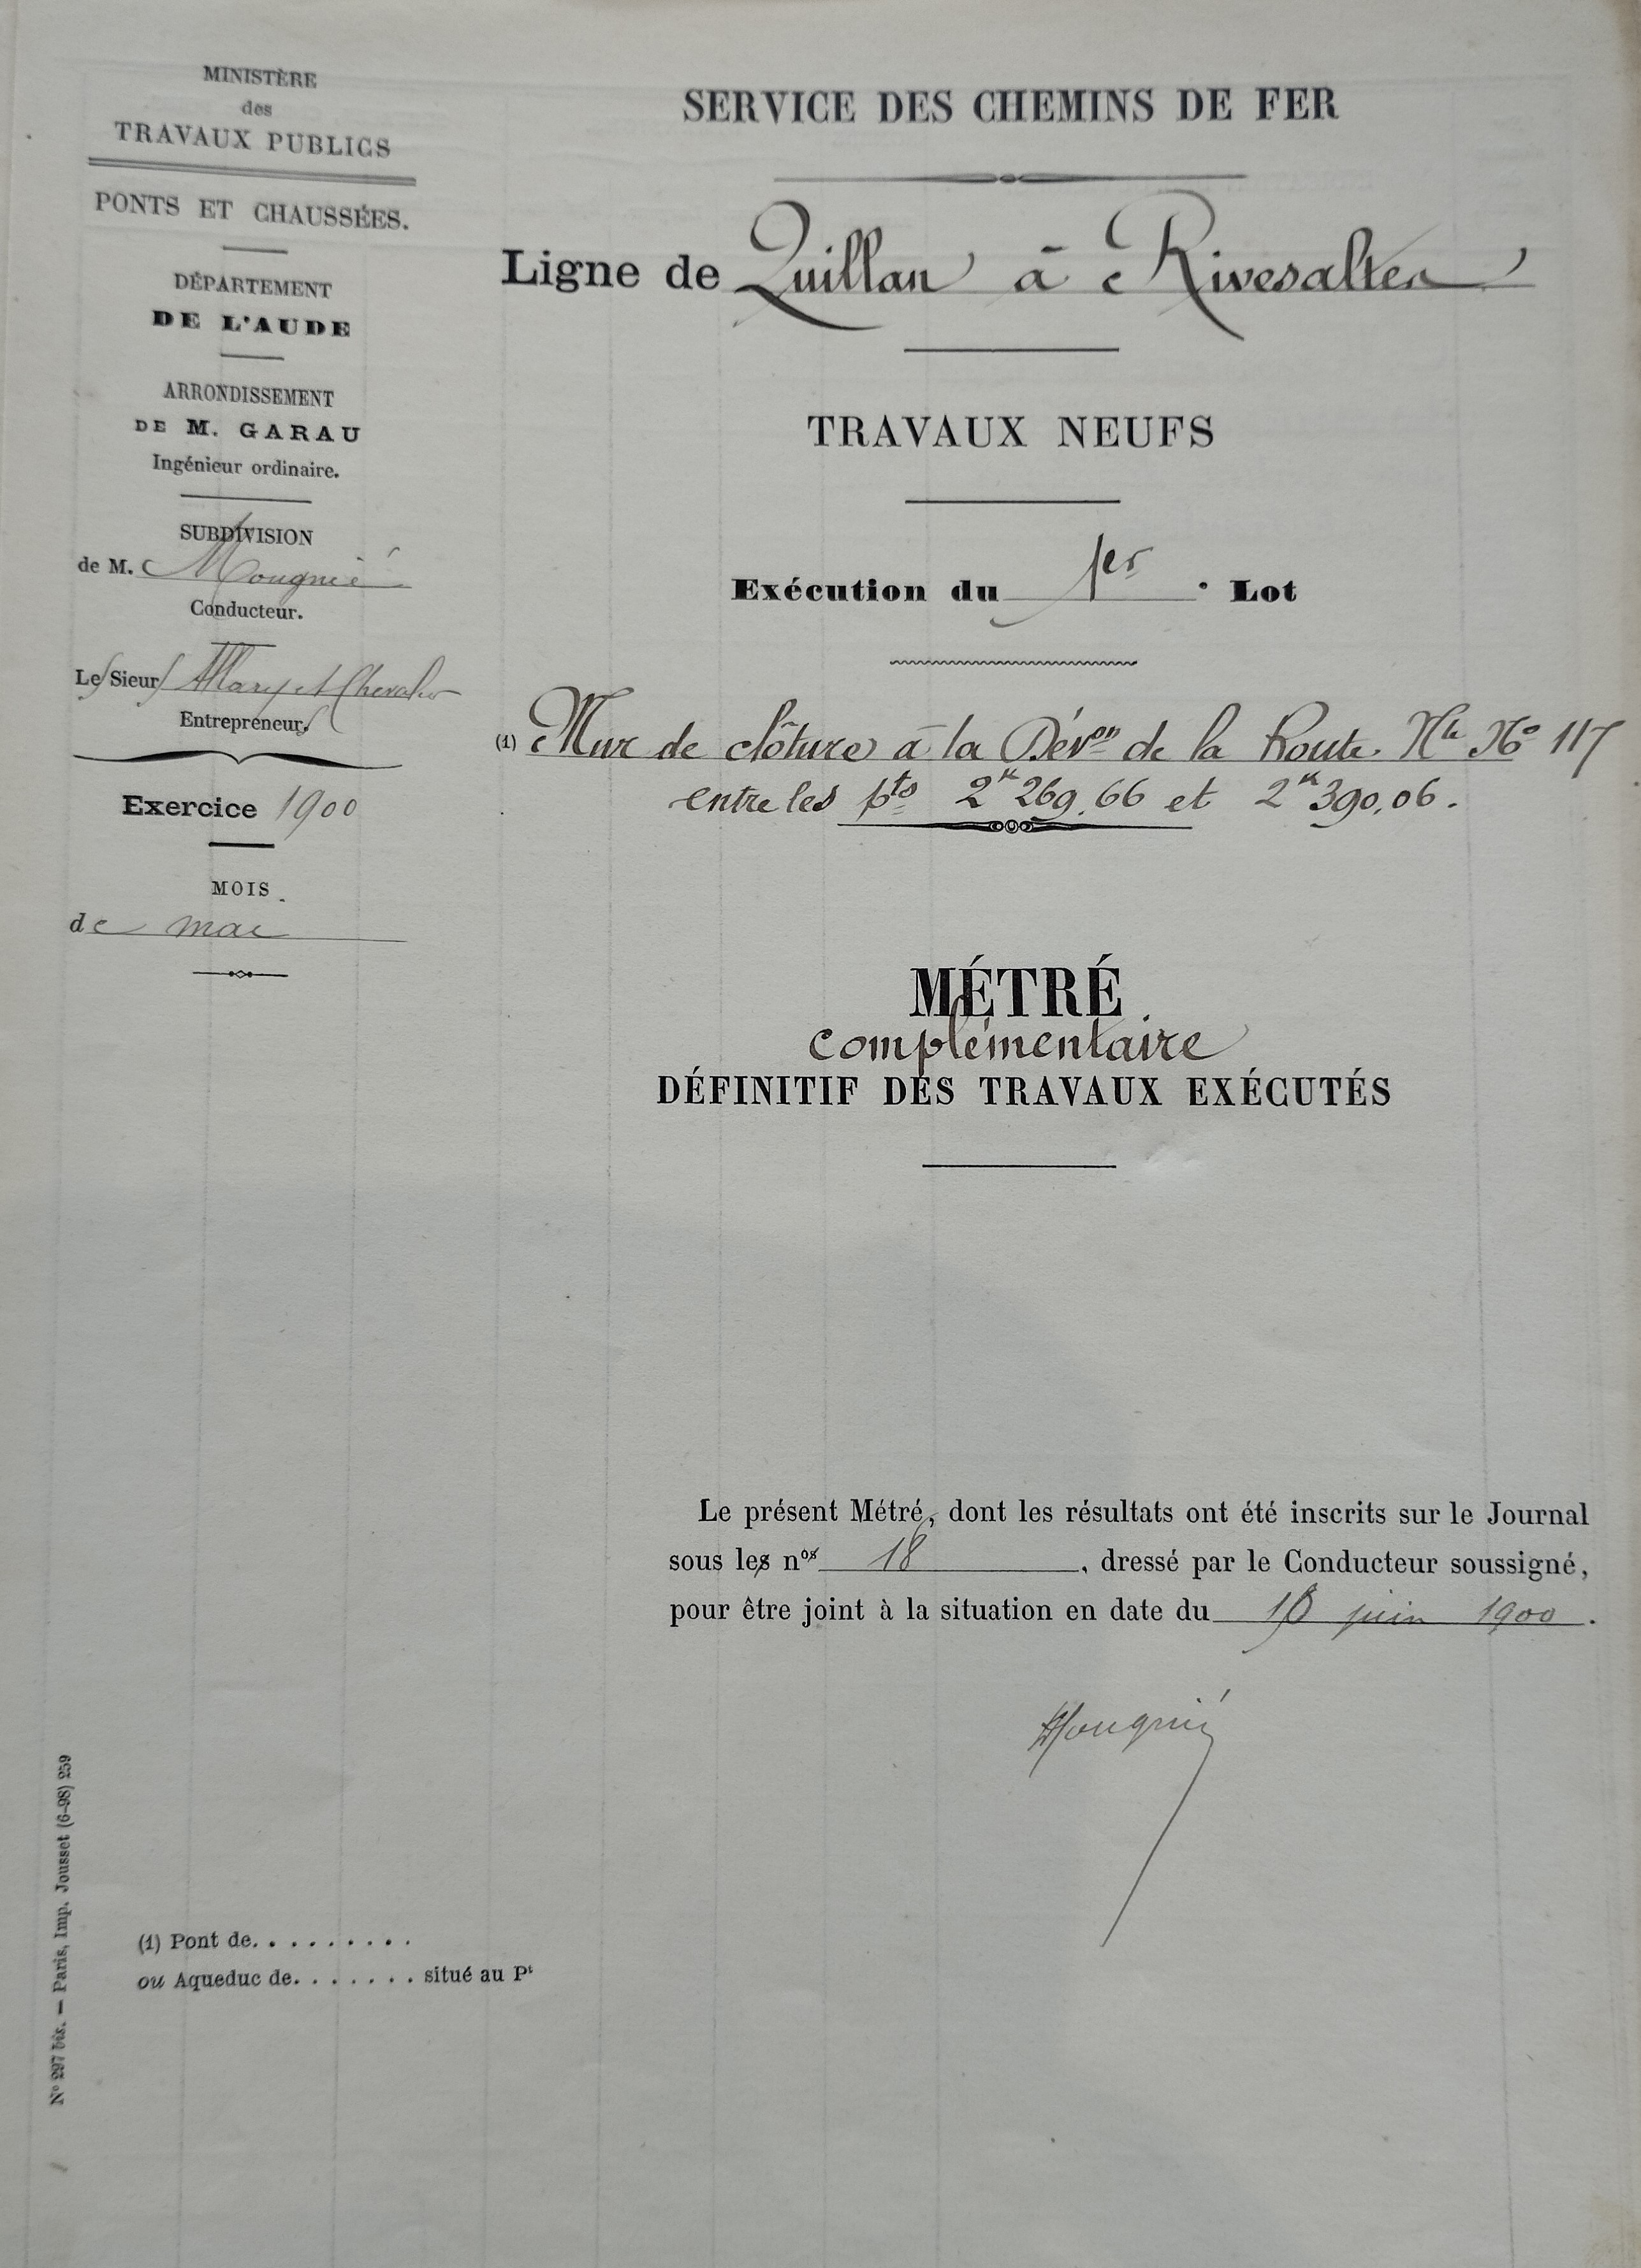 MINISTÈRE
des
TRAVAUX PUBLICS
PONTS ET CHAUSSÉES.
DÉPARTEMENT
DE L'AUDE
ARRONDISSEMENT
DE M. GARAU
Ingénieur ordinaire.
SUBDIVISION
de M. Mougnié
Conducteur.
Les Sieurs Mary et Chevalier
Entrepreneurs
Exercice 1900
MOIS
de mai
SERVICE DES CHEMINS DE FER
Ligne de Quillan à Rivesaltes
TRAVAUX NEUFS
Exécution du 1er Lot
(1) Mur de clôture à la Dévon de la Route Nle No 117
entre les pts 2k269,66 et 2k390,06.
MÉTRÉ
complémentaire
DÉFINITIF DES TRAVAUX EXÉCUTÉS
Le présent Métré, dont les résultats ont été inscrits sur le Journal
sous les nos 18, dressé par le Conducteur soussigné,
pour être joint à la situation en date du juin 1900.
Mougnié
(1) Pont de.........
ou Aqueduc de....... situé au Pt
No 297 bis. — Paris, Imp. Jousset (6-98) 259